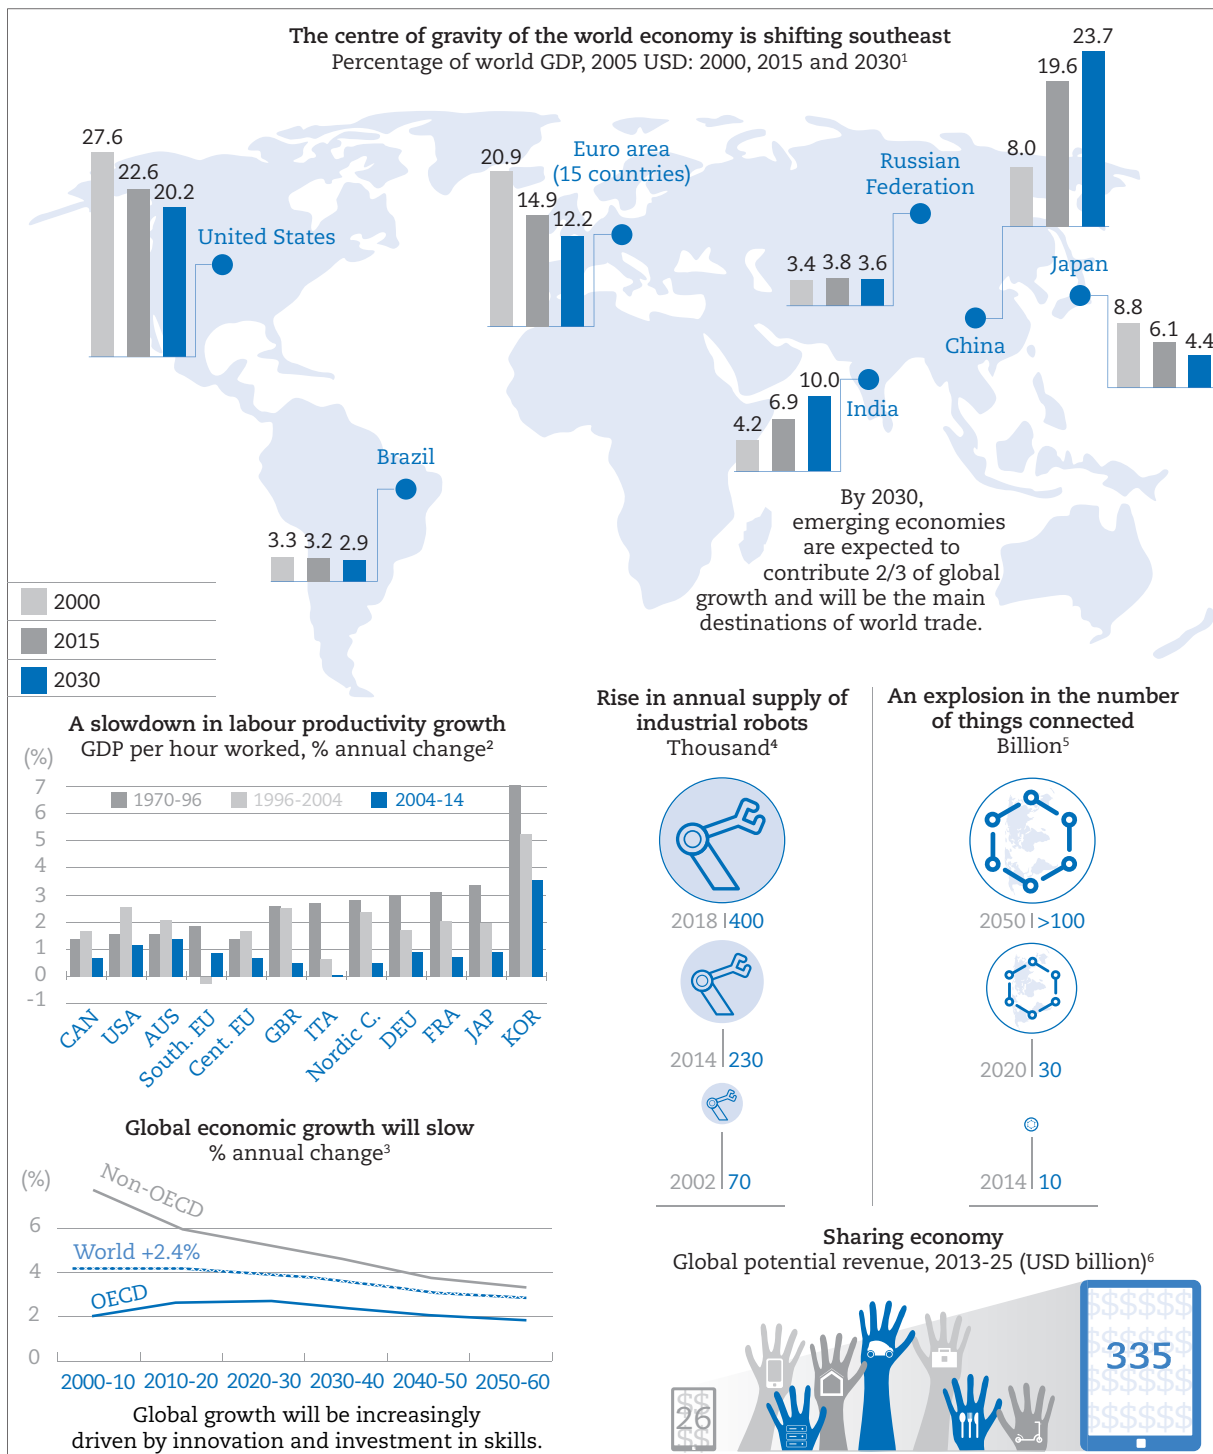 The centre of gravity of the world economy is shifting southeast
Percentage of world GDP, 2005 USD: 2000, 2015 and 2030¹
27.6
22.6
20.2
United States
20.9
14.9
12.2
Euro area
(15 countries)
Russian
Federation
3.4
3.8
3.6
8.0
19.6
23.7
China
Japan
8.8
6.1
4.4
4.2
6.9
10.0
India
Brazil
3.3
3.2
2.9
By 2030,
emerging economies
are expected to
contribute 2/3 of global
growth and will be the main
destinations of world trade.
2000
2015
2030
A slowdown in labour productivity growth
GDP per hour worked, % annual change²
(%)
7
6
5
4
3
2
1
0
-1
1970-96
1996-2004
2004-14
CAN
USA
AUS
South. EU
Cent. EU
GBR
ITA
Nordic C.
DEU
FRA
JAP
KOR
Global economic growth will slow
% annual change³
(%)
6
4
2
0
Non-OECD
World +2.4%
OECD
2000-10
2010-20
2020-30
2030-40
2040-50
2050-60
Global growth will be increasingly
driven by innovation and investment in skills.
Rise in annual supply of
industrial robots
Thousand⁴
2018 400
2014 230
2002 70
An explosion in the number
of things connected
Billion⁵
2050 >100
2020 30
2014 10
Sharing economy
Global potential revenue, 2013-25 (USD billion)⁶
$$
26
$$
$$$$$$
$$$$$$
335
$$$$$$
$$$$$$